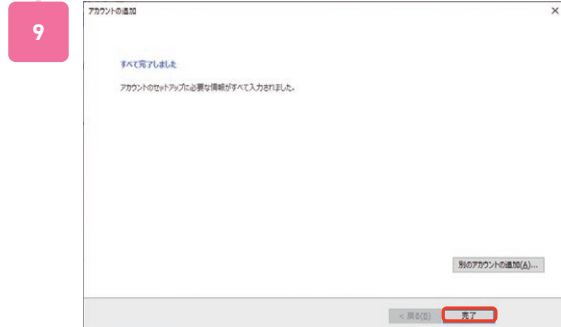 9
アカウントの追加
すべて完了しました
アカウントのセットアップに必要な情報がすべて入力されました。
別のアカウントの追加(A)...
< 戻る(B)
完了